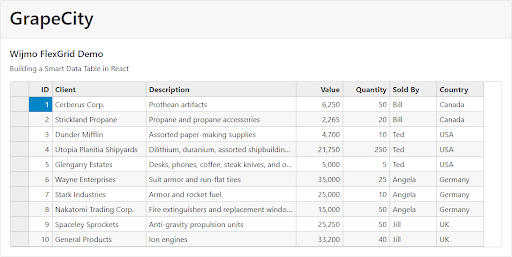 GrapeCity
Wijmo FlexGrid Demo
Building a Smart Data Table in React
ID Client Description Value Quantity Sold By Country
1 Cerberus Corp. Prothean artifacts 6,250 50 Bill Canada
2 Strickland Propane Propane and propane accessories 2,265 20 Bill Canada
3 Dunder Mifflin Assorted paper-making supplies 4,700 10 Ted USA
4 Utopia Planitia Shipyards Dilithium, duranium, assorted shipbuildin... 21,750 250 Ted USA
5 Glengarry Estates Desks, phones, coffee, steak knives, and o... 5,000 5 Ted USA
6 Wayne Enterprises Suit armor and run-flat tires 35,000 25 Angela Germany
7 Stark Industries Armor and rocket fuel 25,000 10 Angela Germany
8 Nakatomi Trading Corp. Fire extinguishers and replacement windo... 15,000 50 Angela Germany
9 Spaceley Sprockets Anti-gravity propulsion units 25,250 50 Jill UK
10 General Products Ion engines 33,200 40 Jill UK